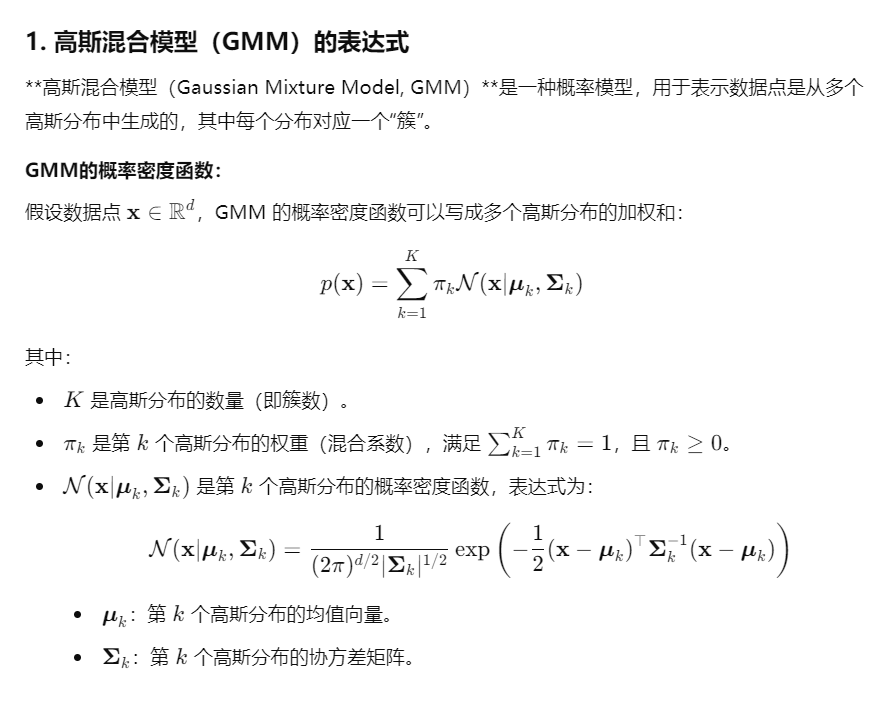 1. 高斯混合模型（GMM）的表达式
**高斯混合模型（Gaussian Mixture Model, GMM）**是一种概率模型，用于表示数据点是从多个
高斯分布中生成的，其中每个分布对应一个“簇”。
GMM的概率密度函数：
假设数据点 $\mathbf{x} \in \mathbb{R}^d$，GMM 的概率密度函数可以写成多个高斯分布的加权和：
$p(\mathbf{x}) = \sum_{k=1}^{K} \pi_k \mathcal{N}(\mathbf{x}|\boldsymbol{\mu}_k, \boldsymbol{\Sigma}_k)$
其中：
• $K$ 是高斯分布的数量（即簇数）。
• $\pi_k$ 是第 $k$ 个高斯分布的权重（混合系数），满足 $\sum_{k=1}^{K} \pi_k = 1$，且 $\pi_k \geq 0$。
• $\mathcal{N}(\mathbf{x}|\boldsymbol{\mu}_k, \boldsymbol{\Sigma}_k)$ 是第 $k$ 个高斯分布的概率密度函数，表达式为：
$\mathcal{N}(\mathbf{x}|\boldsymbol{\mu}_k, \boldsymbol{\Sigma}_k) = \frac{1}{(2\pi)^{d/2}|\boldsymbol{\Sigma}_k|^{1/2}} \exp\left(-\frac{1}{2}(\mathbf{x} - \boldsymbol{\mu}_k)^\top \boldsymbol{\Sigma}_k^{-1}(\mathbf{x} - \boldsymbol{\mu}_k)\right)$
• $\boldsymbol{\mu}_k$：第 $k$ 个高斯分布的均值向量。
• $\boldsymbol{\Sigma}_k$：第 $k$ 个高斯分布的协方差矩阵。